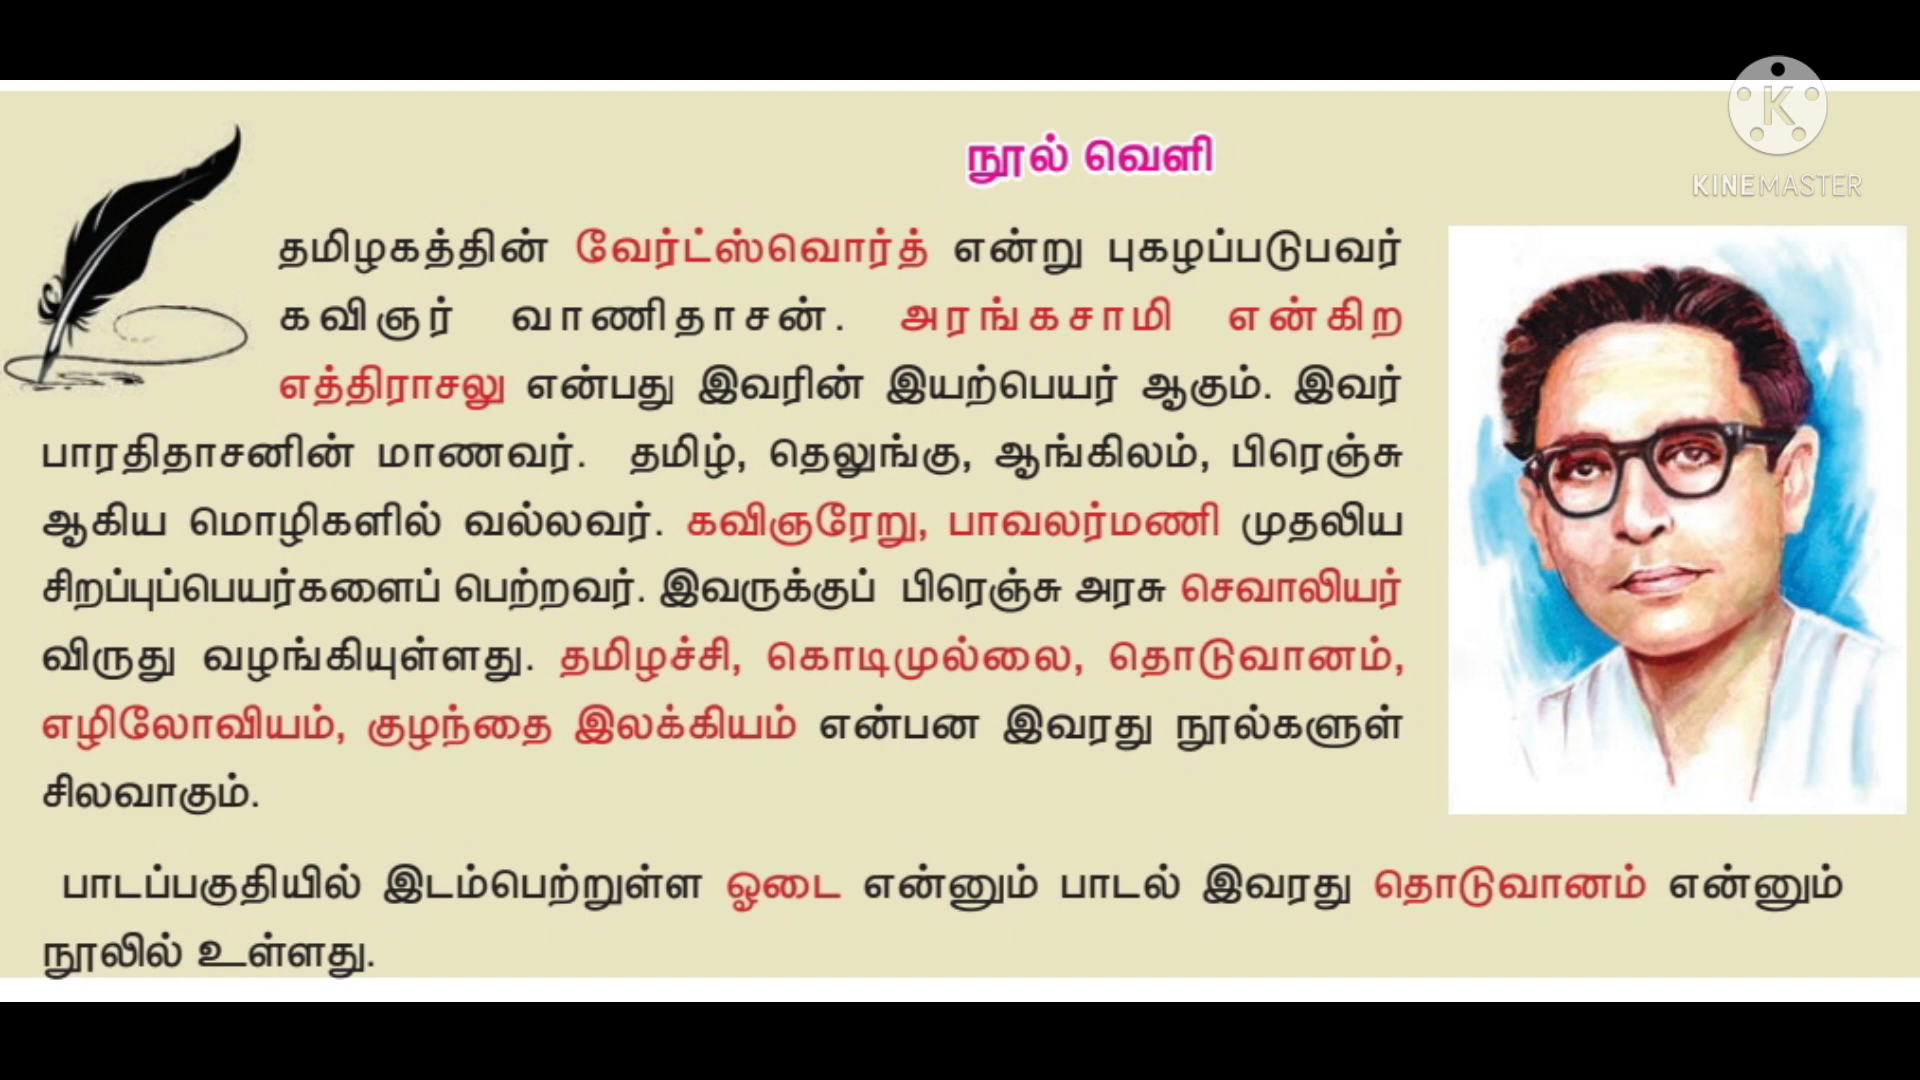 நூல் வெளி
KINEMASTER
தமிழகத்தின் வேர்ட்ஸ்வொர்த் என்று புகழப்படுபவர்
கவிஞர் வாணிதாசன். அரங்கசாமி என்கிற
எத்திராசலு என்பது இவரின் இயற்பெயர் ஆகும். இவர்
பாரதிதாசனின் மாணவர். தமிழ், தெலுங்கு, ஆங்கிலம், பிரெஞ்சு
ஆகிய மொழிகளில் வல்லவர். கவிஞரேறு, பாவலர்மணி முதலிய
சிறப்புப்பெயர்களைப் பெற்றவர். இவருக்குப் பிரெஞ்சு அரசு செவாலியர்
விருது வழங்கியுள்ளது. தமிழச்சி, கொடிமுல்லை, தொடுவானம்,
எழிலோவியம், குழந்தை இலக்கியம் என்பன இவரது நூல்களுள்
சிலவாகும்.
பாடப்பகுதியில் இடம்பெற்றுள்ள ஓடை என்னும் பாடல் இவரது தொடுவானம் என்னும்
நூலில் உள்ளது.